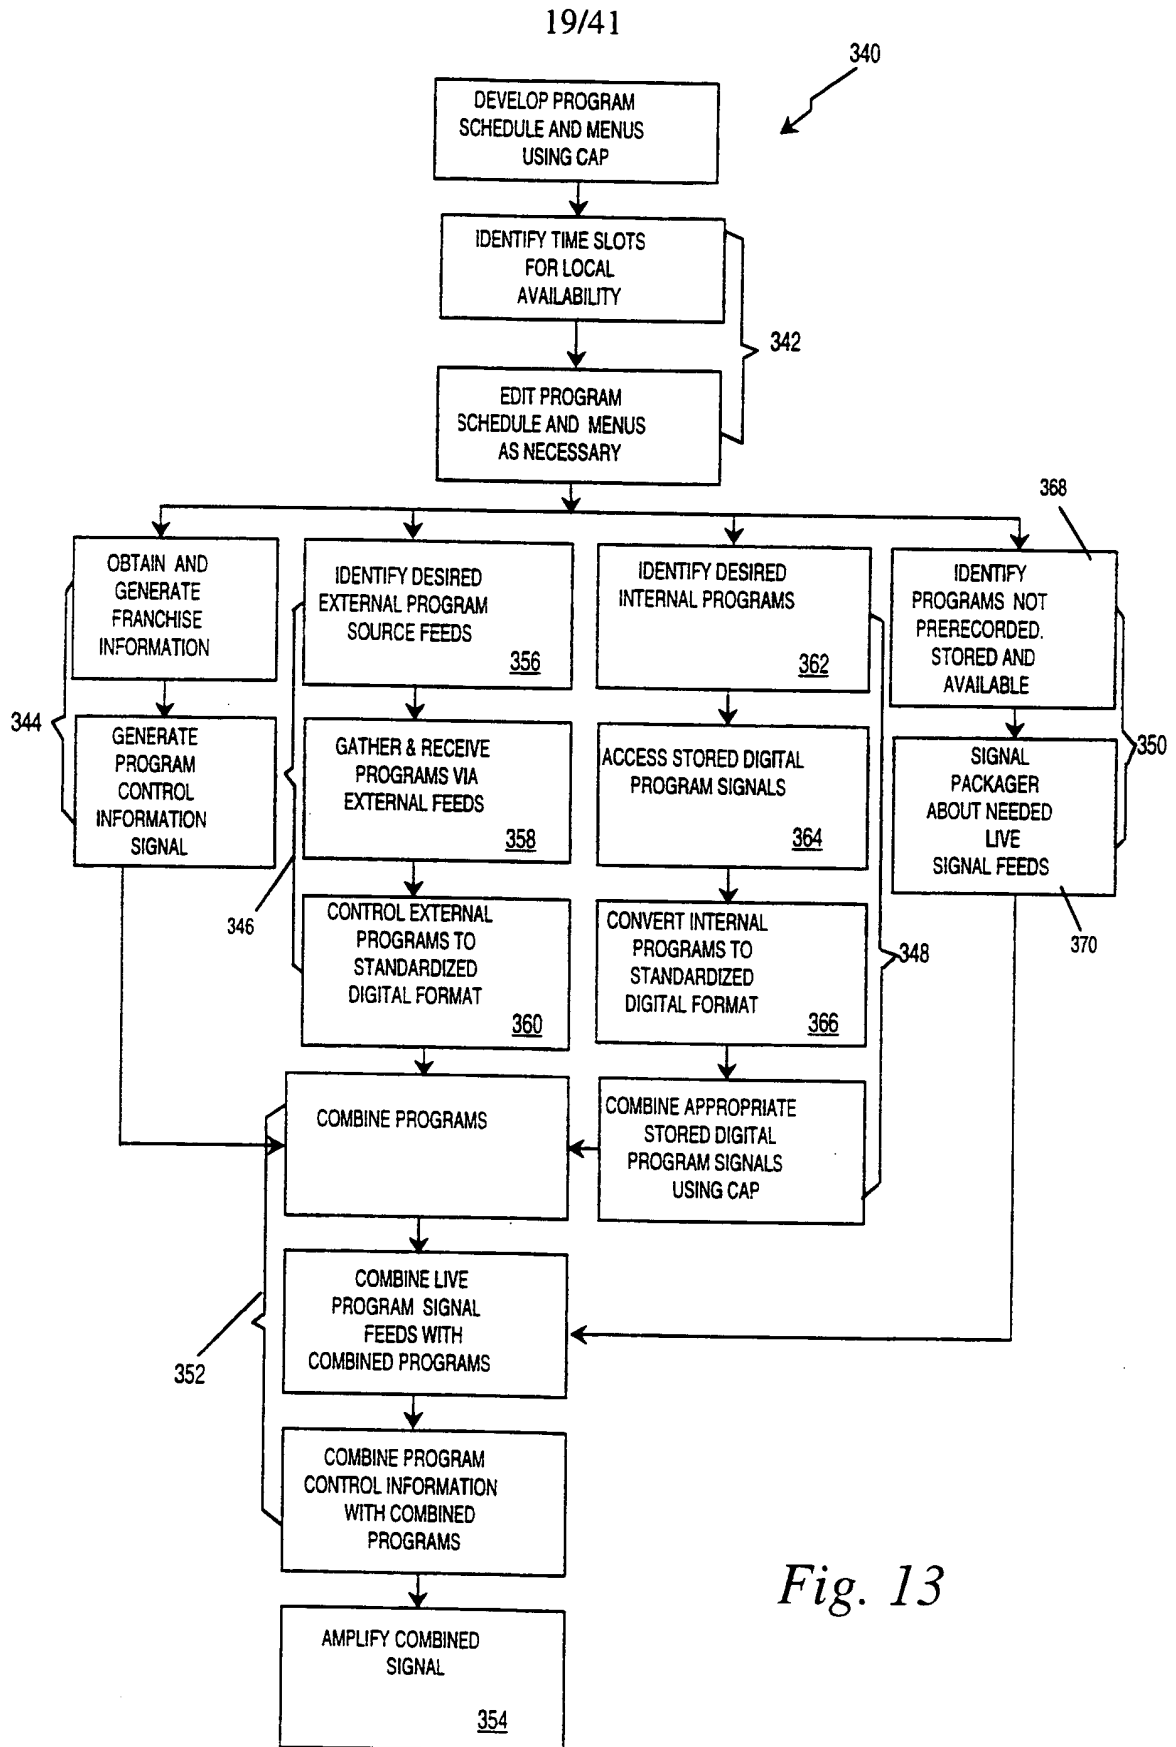 19/41
340
DEVELOP PROGRAM
SCHEDULE AND MENUS
USING CAP
IDENTIFY TIME SLOTS
FOR LOCAL
AVAILABILITY
342
EDIT PROGRAM
SCHEDULE AND MENUS
AS NECESSARY
368
OBTAIN AND
GENERATE
FRANCHISE
INFORMATION
IDENTIFY DESIRED
EXTERNAL PROGRAM
SOURCE FEEDS
356
IDENTIFY DESIRED
INTERNAL PROGRAMS
362
IDENTIFY
PROGRAMS NOT
PRERECORDED.
STORED AND
AVAILABLE
344
350
GENERATE
PROGRAM
CONTROL
INFORMATION
SIGNAL
GATHER & RECEIVE
PROGRAMS VIA
EXTERNAL FEEDS
358
ACCESS STORED DIGITAL
PROGRAM SIGNALS
364
SIGNAL
PACKAGER
ABOUT NEEDED
LIVE
SIGNAL FEEDS
346
370
CONTROL EXTERNAL
PROGRAMS TO
STANDARDIZED
DIGITAL FORMAT
360
CONVERT INTERNAL
PROGRAMS TO
STANDARDIZED
DIGITAL FORMAT
366
348
COMBINE PROGRAMS
COMBINE APPROPRIATE
STORED DIGITAL
PROGRAM SIGNALS
USING CAP
COMBINE LIVE
PROGRAM SIGNAL
FEEDS WITH
COMBINED PROGRAMS
352
COMBINE PROGRAM
CONTROL INFORMATION
WITH COMBINED
PROGRAMS
Fig. 13
AMPLIFY COMBINED
SIGNAL
354